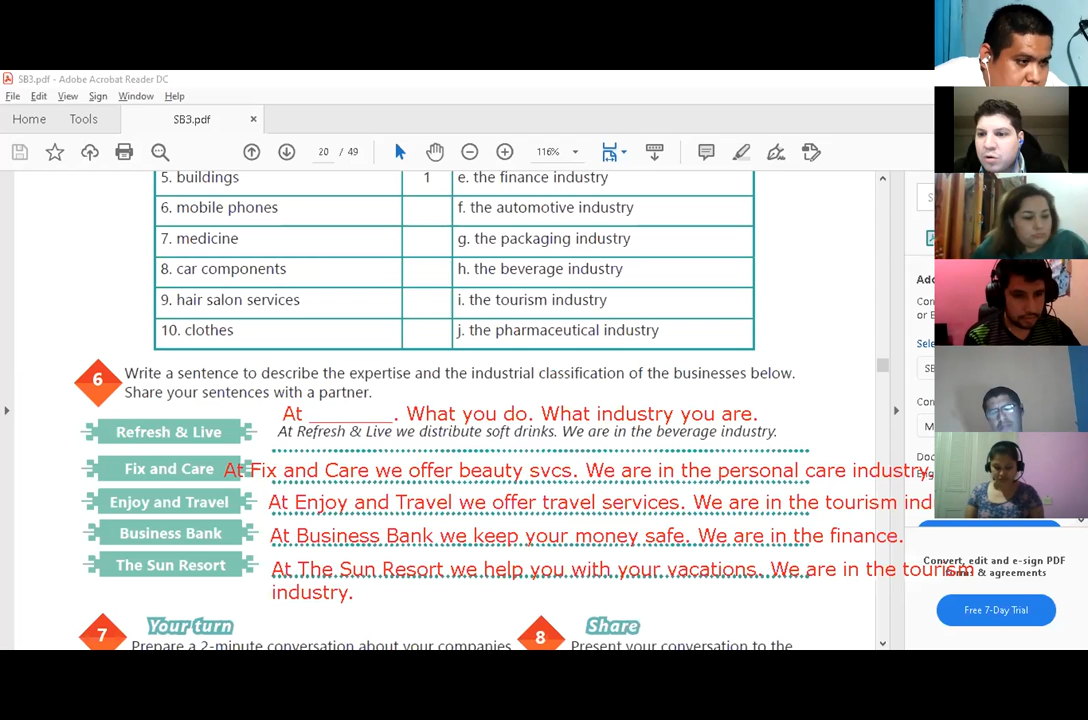 SB3.pdf - Adobe Acrobat Reader DC
File Edit View Sign Window Help
Home Tools SB3.pdf ×
20 / 49 116%
5. buildings 1 e. the finance industry
6. mobile phones f. the automotive industry
7. medicine g. the packaging industry
8. car components h. the beverage industry
9. hair salon services i. the tourism industry
10. clothes j. the pharmaceutical industry
6 Write a sentence to describe the expertise and the industrial classification of the businesses below.
Share your sentences with a partner.
At ________. What you do. What industry you are.
Refresh & Live At Refresh & Live we distribute soft drinks. We are in the beverage industry.
Fix and Care At Fix and Care we offer beauty svcs. We are in the personal care industry.
Enjoy and Travel At Enjoy and Travel we offer travel services. We are in the tourism ind
Business Bank At Business Bank we keep your money safe. We are in the finance.
The Sun Resort At The Sun Resort we help you with your vacations. We are in the tourism
industry.
7 Your turn 8 Share
Prepare a 2-minute conversation about your companies Present your conversation to the
Ado
Con
or E
Sele
SB
Con
M
Convert, edit and e-sign PDF
forms & agreements
Free 7-Day Trial